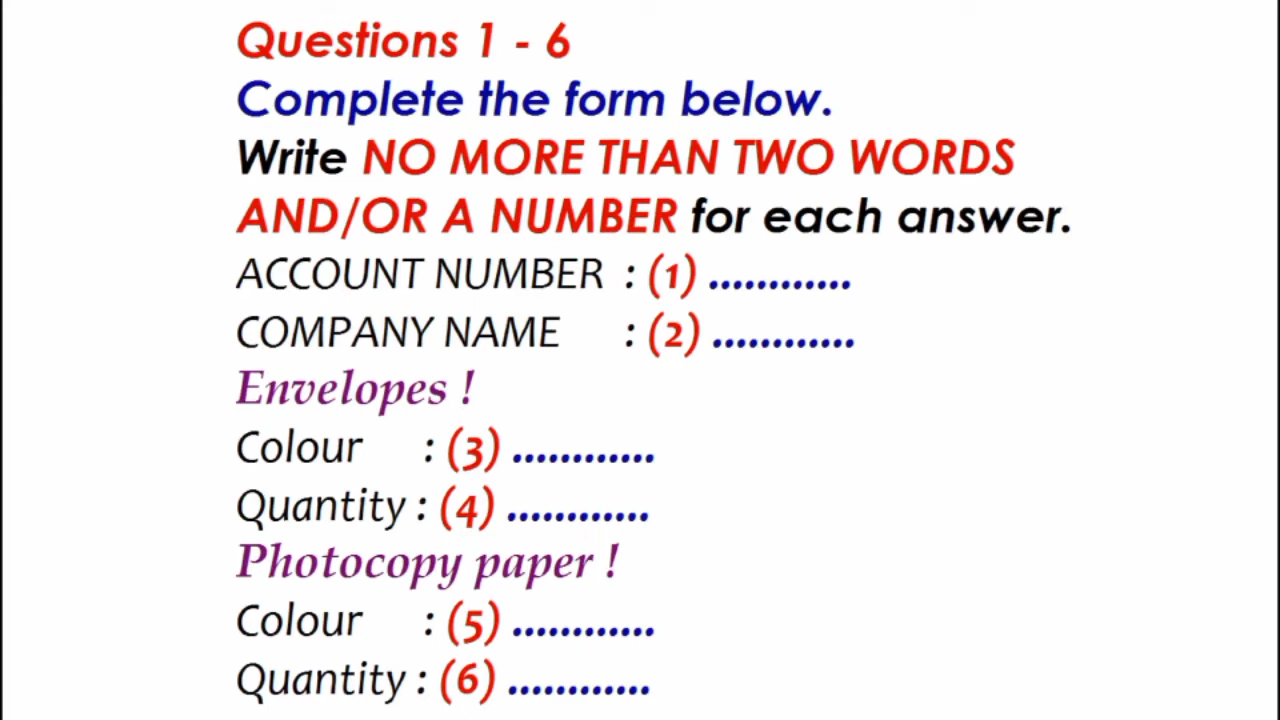 Questions 1 - 6
Complete the form below.
Write NO MORE THAN TWO WORDS
AND/OR A NUMBER for each answer.
ACCOUNT NUMBER : (1) ............
COMPANY NAME : (2) ............
Envelopes !
Colour : (3) ............
Quantity : (4) ............
Photocopy paper !
Colour : (5) ............
Quantity : (6) ............